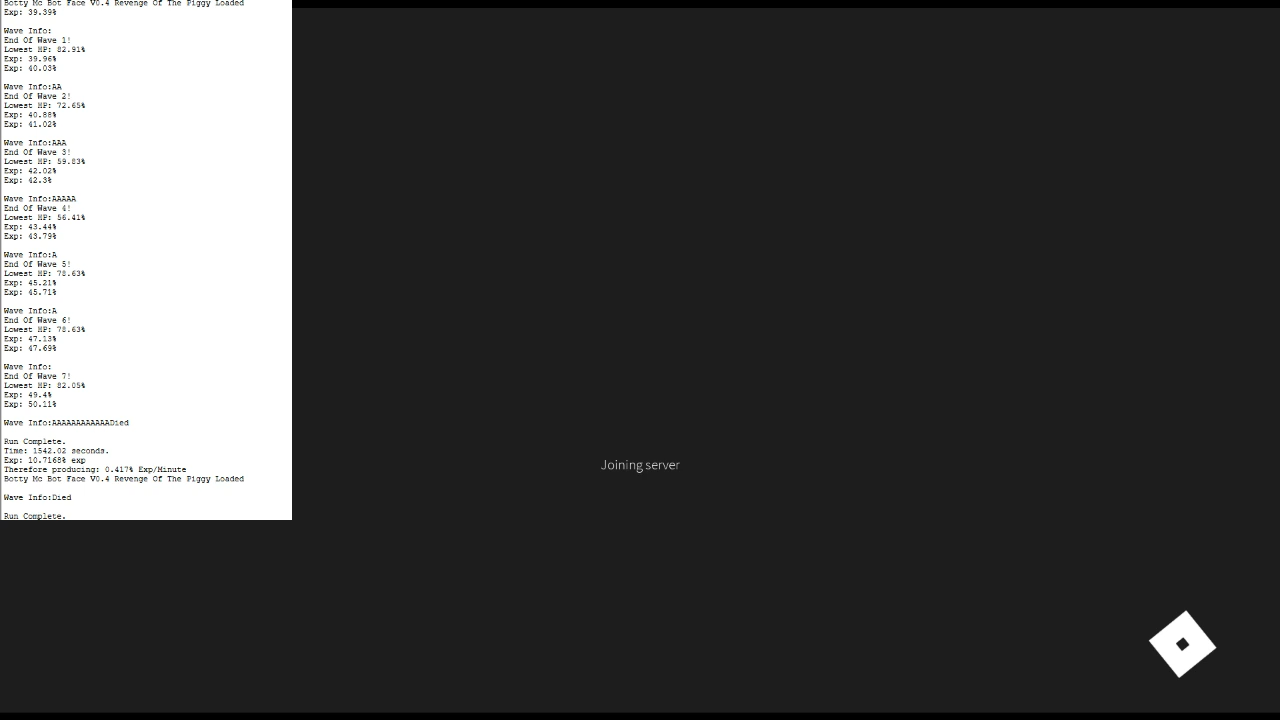 Botty Mc Bot Face V0.4 Revenge Of The Piggy Loaded
Exp: 39.39%
Wave Info:
End Of Wave 1!
Lowest HP: 82.91%
Exp: 39.96%
Exp: 40.03%
Wave Info:AA
End Of Wave 2!
Lowest HP: 72.65%
Exp: 40.88%
Exp: 41.02%
Wave Info:AAA
End Of Wave 3!
Lowest HP: 59.83%
Exp: 42.02%
Exp: 42.3%
Wave Info:AAAAA
End Of Wave 4!
Lowest HP: 56.41%
Exp: 43.44%
Exp: 43.79%
Wave Info:A
End Of Wave 5!
Lowest HP: 78.63%
Exp: 45.21%
Exp: 45.71%
Wave Info:A
End Of Wave 6!
Lowest HP: 78.63%
Exp: 47.13%
Exp: 47.69%
Wave Info:
End Of Wave 7!
Lowest HP: 82.05%
Exp: 49.4%
Exp: 50.11%
Wave Info:AAAAAAAAAAAADied
Run Complete.
Time: 1542.02 seconds.
Exp: 10.7168% exp
Therefore producing: 0.417% Exp/Minute
Botty Mc Bot Face V0.4 Revenge Of The Piggy Loaded
Wave Info:Died
Run Complete.
Joining server